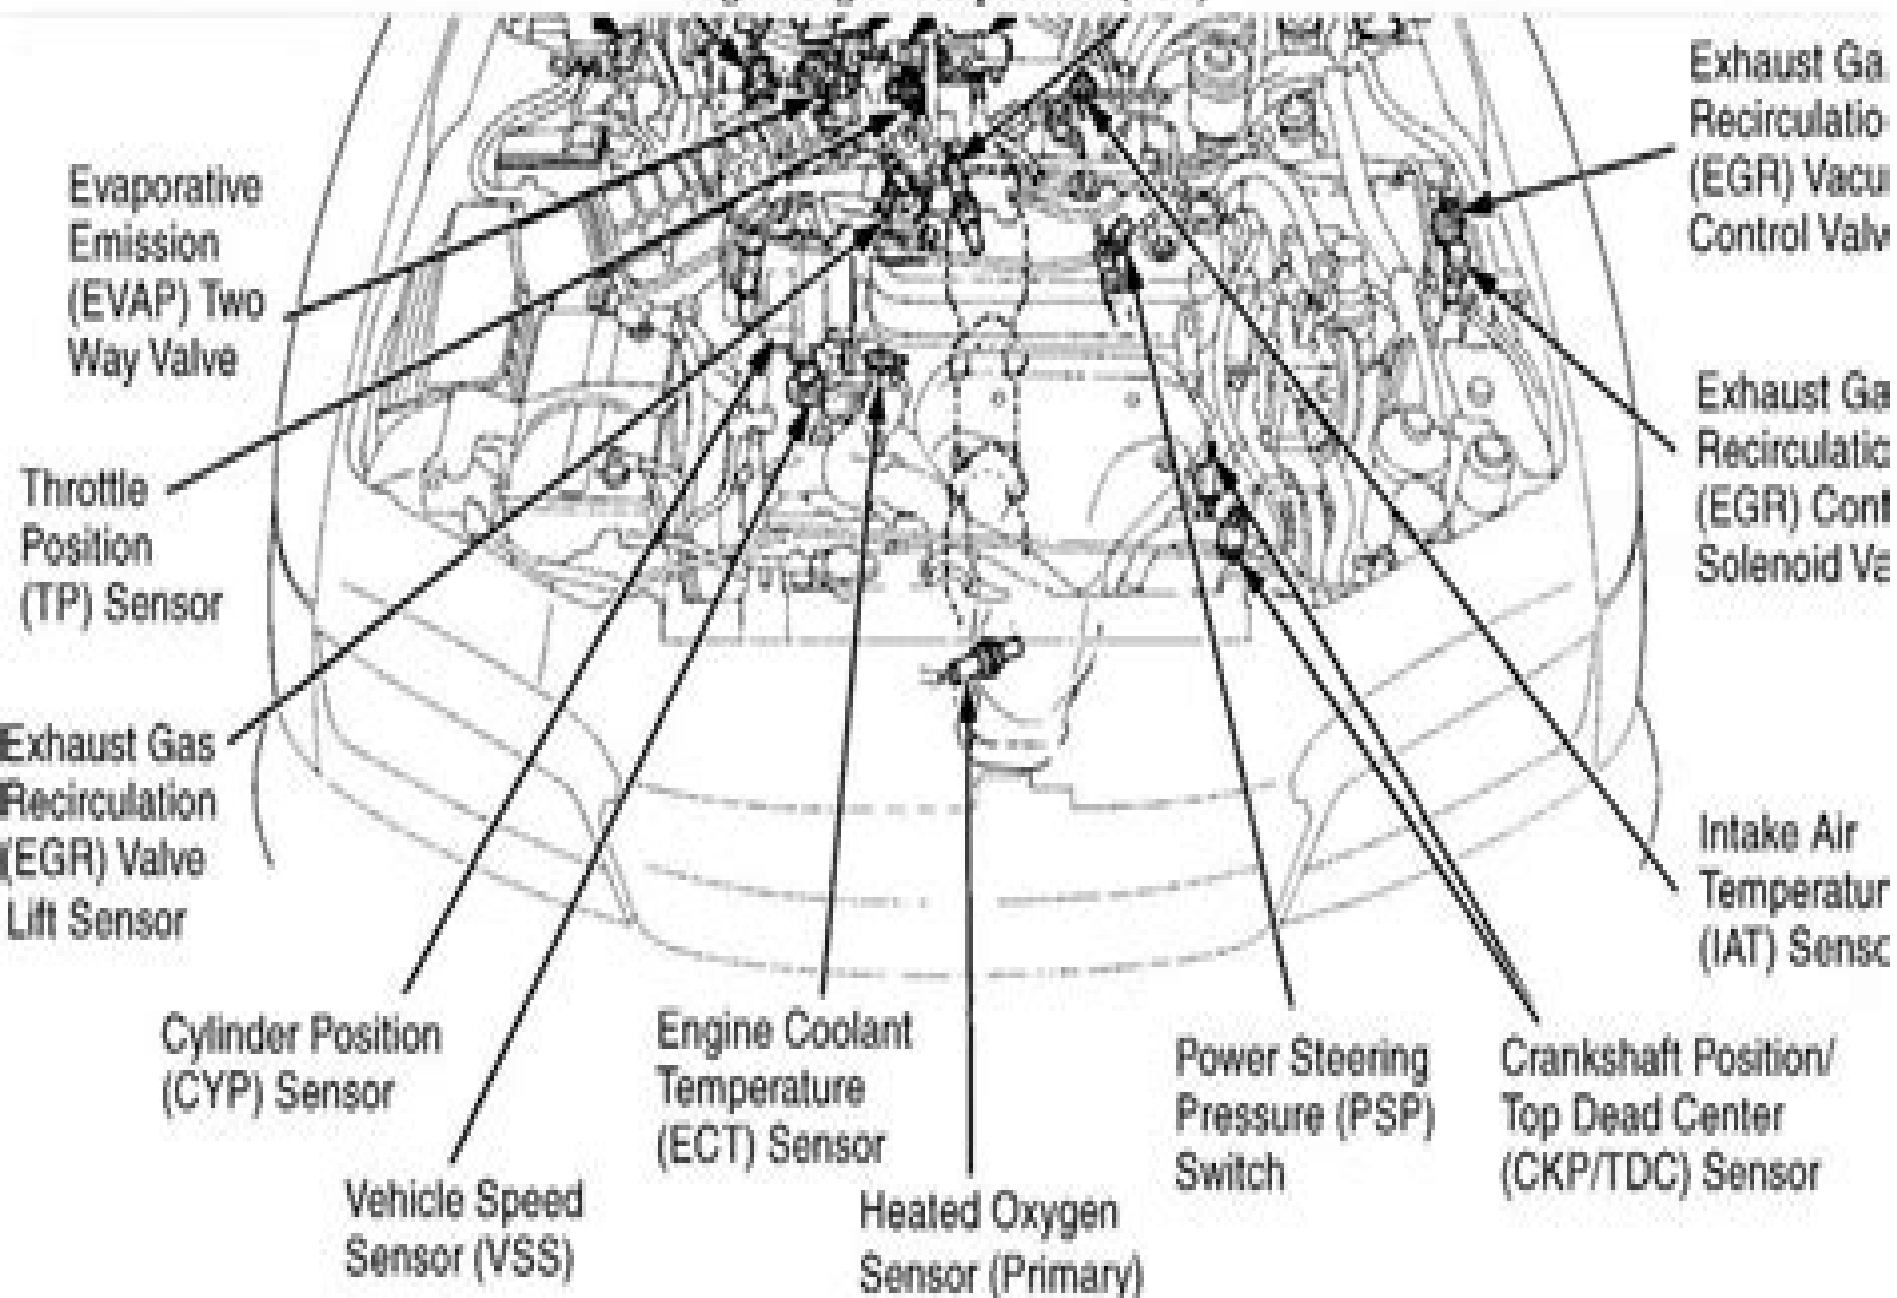 Evaporative
Emission
(EVAP) Two
Way Valve
Throttle
Position
(TP) Sensor
Exhaust Gas
Recirculation
(EGR) Valve
Lift Sensor
Cylinder Position
(CYP) Sensor
Vehicle Speed
Sensor (VSS)
Engine Coolant
Temperature
(ECT) Sensor
Heated Oxygen
Sensor (Primary)
Power Steering
Pressure (PSP)
Switch
Crankshaft Position/
Top Dead Center
(CKP/TDC) Sensor
Intake Air
Temperatur
(IAT) Senso
Exhaust Ga
Recirculatio
(EGR) Cont
Solenoid Va
Exhaust Ga
Recirculatio
(EGR) Vacu
Control Valv